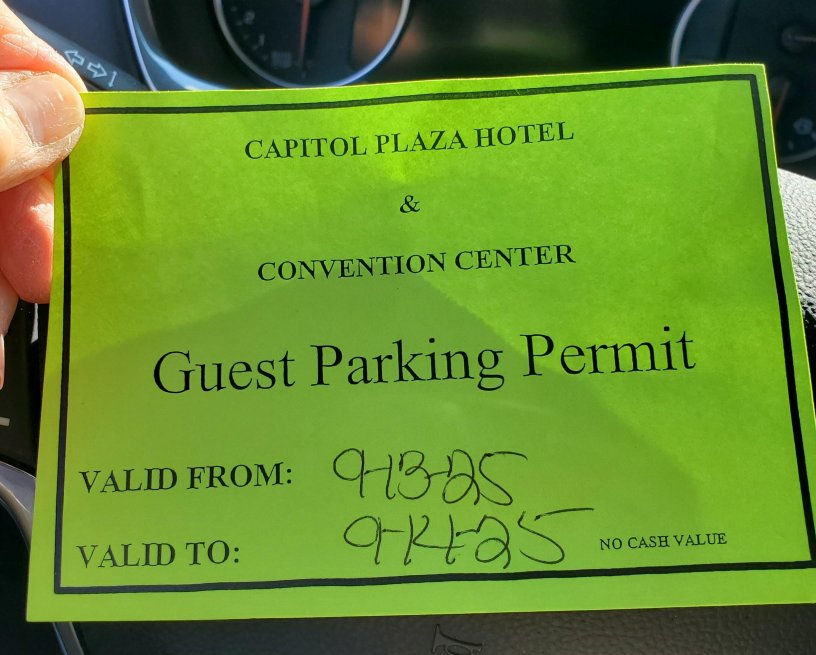 CAPITOL PLAZA HOTEL
&
CONVENTION CENTER
Guest Parking Permit
VALID FROM: 9-13-25
VALID TO: 9-14-25 NO CASH VALUE